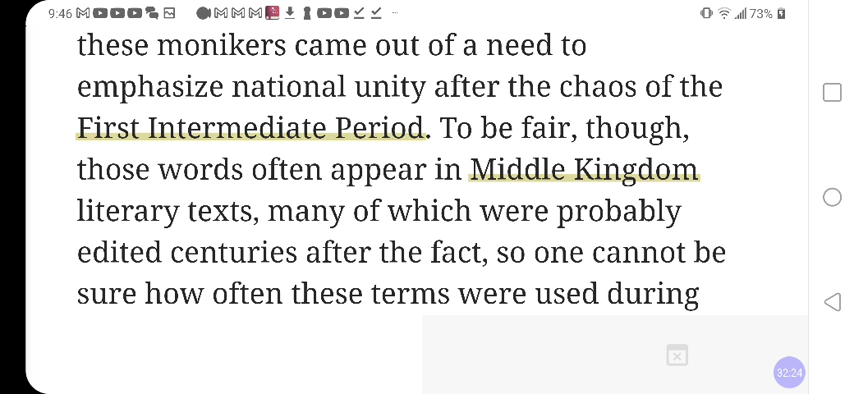 9:46
73%
these monikers came out of a need to
emphasize national unity after the chaos of the
First Intermediate Period. To be fair, though,
those words often appear in Middle Kingdom
literary texts, many of which were probably
edited centuries after the fact, so one cannot be
sure how often these terms were used during
32:24